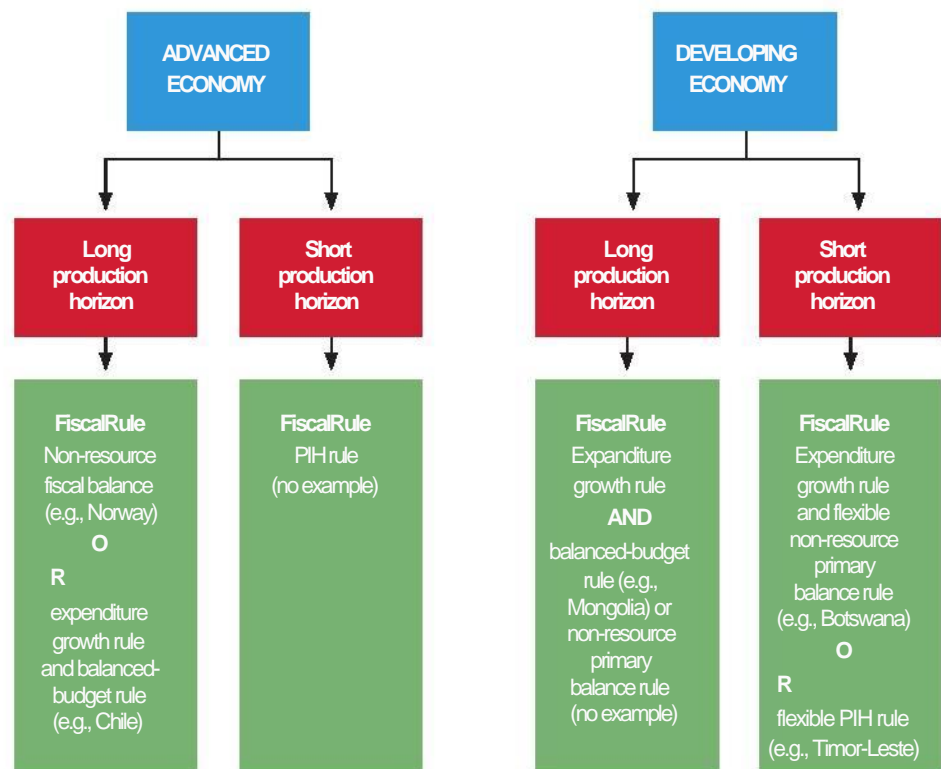 ADVANCED
ECONOMY
DEVELOPING
ECONOMY
Long
production
horizon
Short
production
horizon
Long
production
horizon
Short
production
horizon
FiscalRule
Non-resource
fiscal balance
(e.g., Norway)
O
R
expenditure
growth rule
and balanced-
budget rule
(e.g., Chile)
FiscalRule
PIH rule
(no example)
FiscalRule
Expanditure
growth rule
AND
balanced-budget
rule (e.g.,
Mongolia) or
non-resource
primary
balance rule
(no example)
FiscalRule
Expenditure
growth rule
and flexible
non-resource
primary
balance rule
(e.g., Botswana)
O
R
flexible PIH rule
(e.g., Timor-Leste)